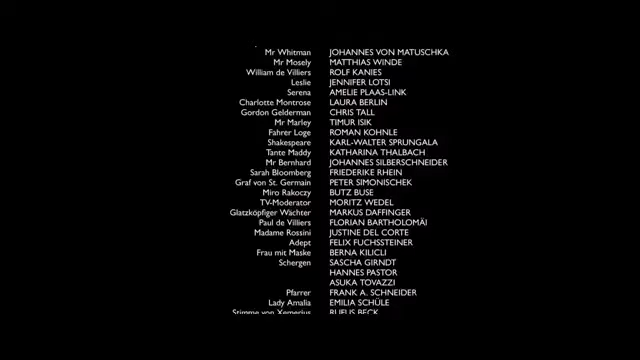 Mr Whitman JOHANNES VON MATUSCHKA
Mr Mosely MATTHIAS WINDE
William de Villiers ROLF KANIES
Leslie JENNIFER LOTSI
Serena AMELIE PLAAS-LINK
Charlotte Montrose LAURA BERLIN
Gordon Gelderman CHRIS TALL
Mr Marley TIMUR ISIK
Fahrer Loge ROMAN KOHNLE
Shakespeare KARL-WALTER SPRUNGALA
Tante Maddy KATHARINA THALBACH
Mr Bernhard JOHANNES SILBERSCHNEIDER
Sarah Bloomberg FRIEDERIKE RHEIN
Graf von St. Germain PETER SIMONISCHEK
Miro Rakoczy BUTZ BUSE
TV-Moderator MORITZ WEDEL
Glatzköpfiger Wächter MARKUS DAFFINGER
Paul de Villiers FLORIAN BARTHOLOMÄI
Madame Rossini JUSTINE DEL CORTE
Adept FELIX FUCHSSTEINER
Frau mit Maske BERNA KILICLI
Schergen SASCHA GIRNDT
HANNES PASTOR
ASUKA TOVAZZI
Pfarrer FRANK A. SCHNEIDER
Lady Amalia EMILIA SCHÜLE
Stimme von Xemerius RUFUS BECK